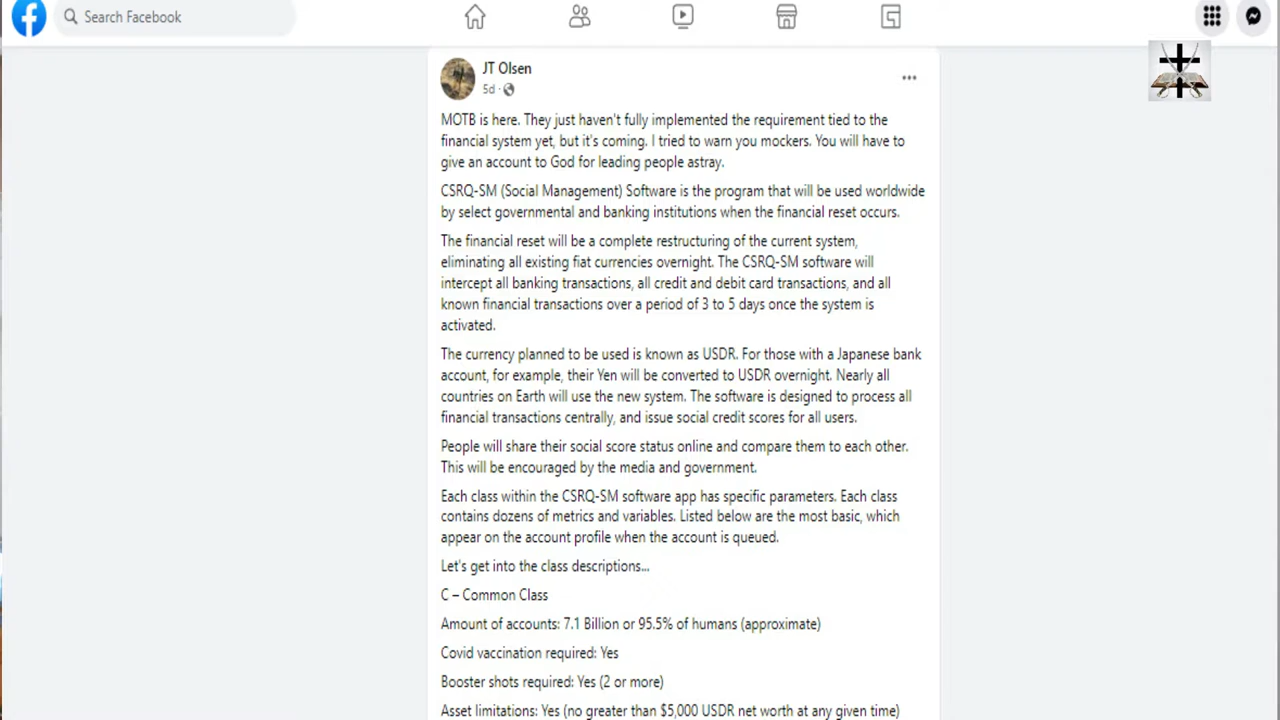 Search Facebook
JT Olsen
5d ·
MOTB is here. They just haven't fully implemented the requirement tied to the
financial system yet, but it's coming. I tried to warn you mockers. You will have to
give an account to God for leading people astray.
CSRQ-SM (Social Management) Software is the program that will be used worldwide
by select governmental and banking institutions when the financial reset occurs.
The financial reset will be a complete restructuring of the current system,
eliminating all existing fiat currencies overnight. The CSRQ-SM software will
intercept all banking transactions, all credit and debit card transactions, and all
known financial transactions over a period of 3 to 5 days once the system is
activated.
The currency planned to be used is known as USDR. For those with a Japanese bank
account, for example, their Yen will be converted to USDR overnight. Nearly all
countries on Earth will use the new system. The software is designed to process all
financial transactions centrally, and issue social credit scores for all users.
People will share their social score status online and compare them to each other.
This will be encouraged by the media and government.
Each class within the CSRQ-SM software app has specific parameters. Each class
contains dozens of metrics and variables. Listed below are the most basic, which
appear on the account profile when the account is queued.
Let's get into the class descriptions...
C – Common Class
Amount of accounts: 7.1 Billion or 95.5% of humans (approximate)
Covid vaccination required: Yes
Booster shots required: Yes (2 or more)
Asset limitations: Yes (no greater than $5,000 USDR net worth at any given time)